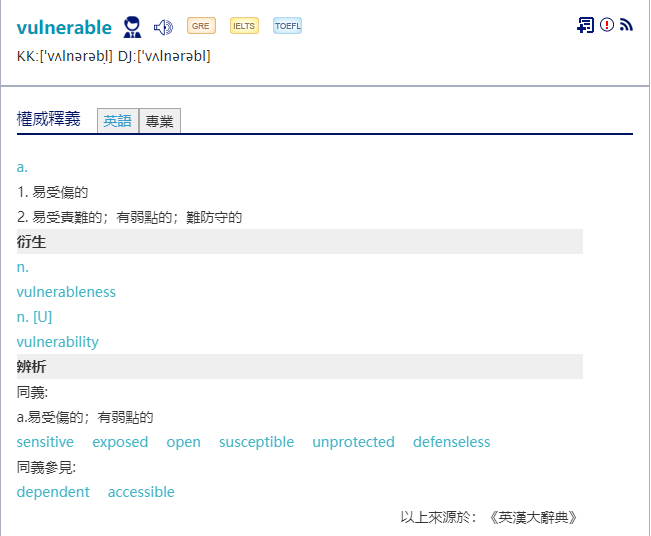 vulnerable GRE IELTS TOEFL
KK:[ˈvʌlnərəbḷ] DJ:[ˈvʌlnərəbl]
權威釋義 英語 專業
a.
1. 易受傷的
2. 易受責難的；有弱點的；難防守的
衍生
n.
vulnerableness
n. [U]
vulnerability
辨析
同義:
a.易受傷的；有弱點的
sensitive exposed open susceptible unprotected defenseless
同義參見:
dependent accessible
以上來源於：《英漢大辭典》